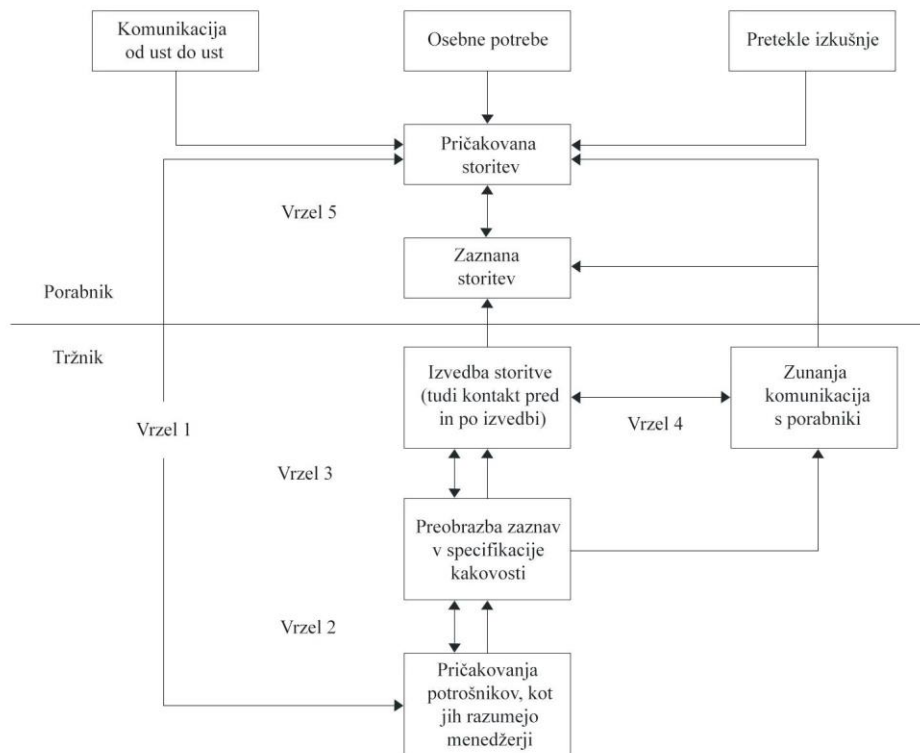 Komunikacija
od ust do ust
Osebne potrebe
Pretekle izkušnje
Pričakovana
storitev
Vrzel 5
Zaznana
storitev
Porabnik
Tržnik
Izvedba storitve
(tudi kontakt pred
in po izvedbi)
Zunanja
komunikacija
s porabniki
Vrzel 4
Vrzel 1
Vrzel 3
Preobrazba zaznav
v specifikacije
kakovosti
Vrzel 2
Pričakovanja
potrošnikov, kot
jih razumejo
menedžerji